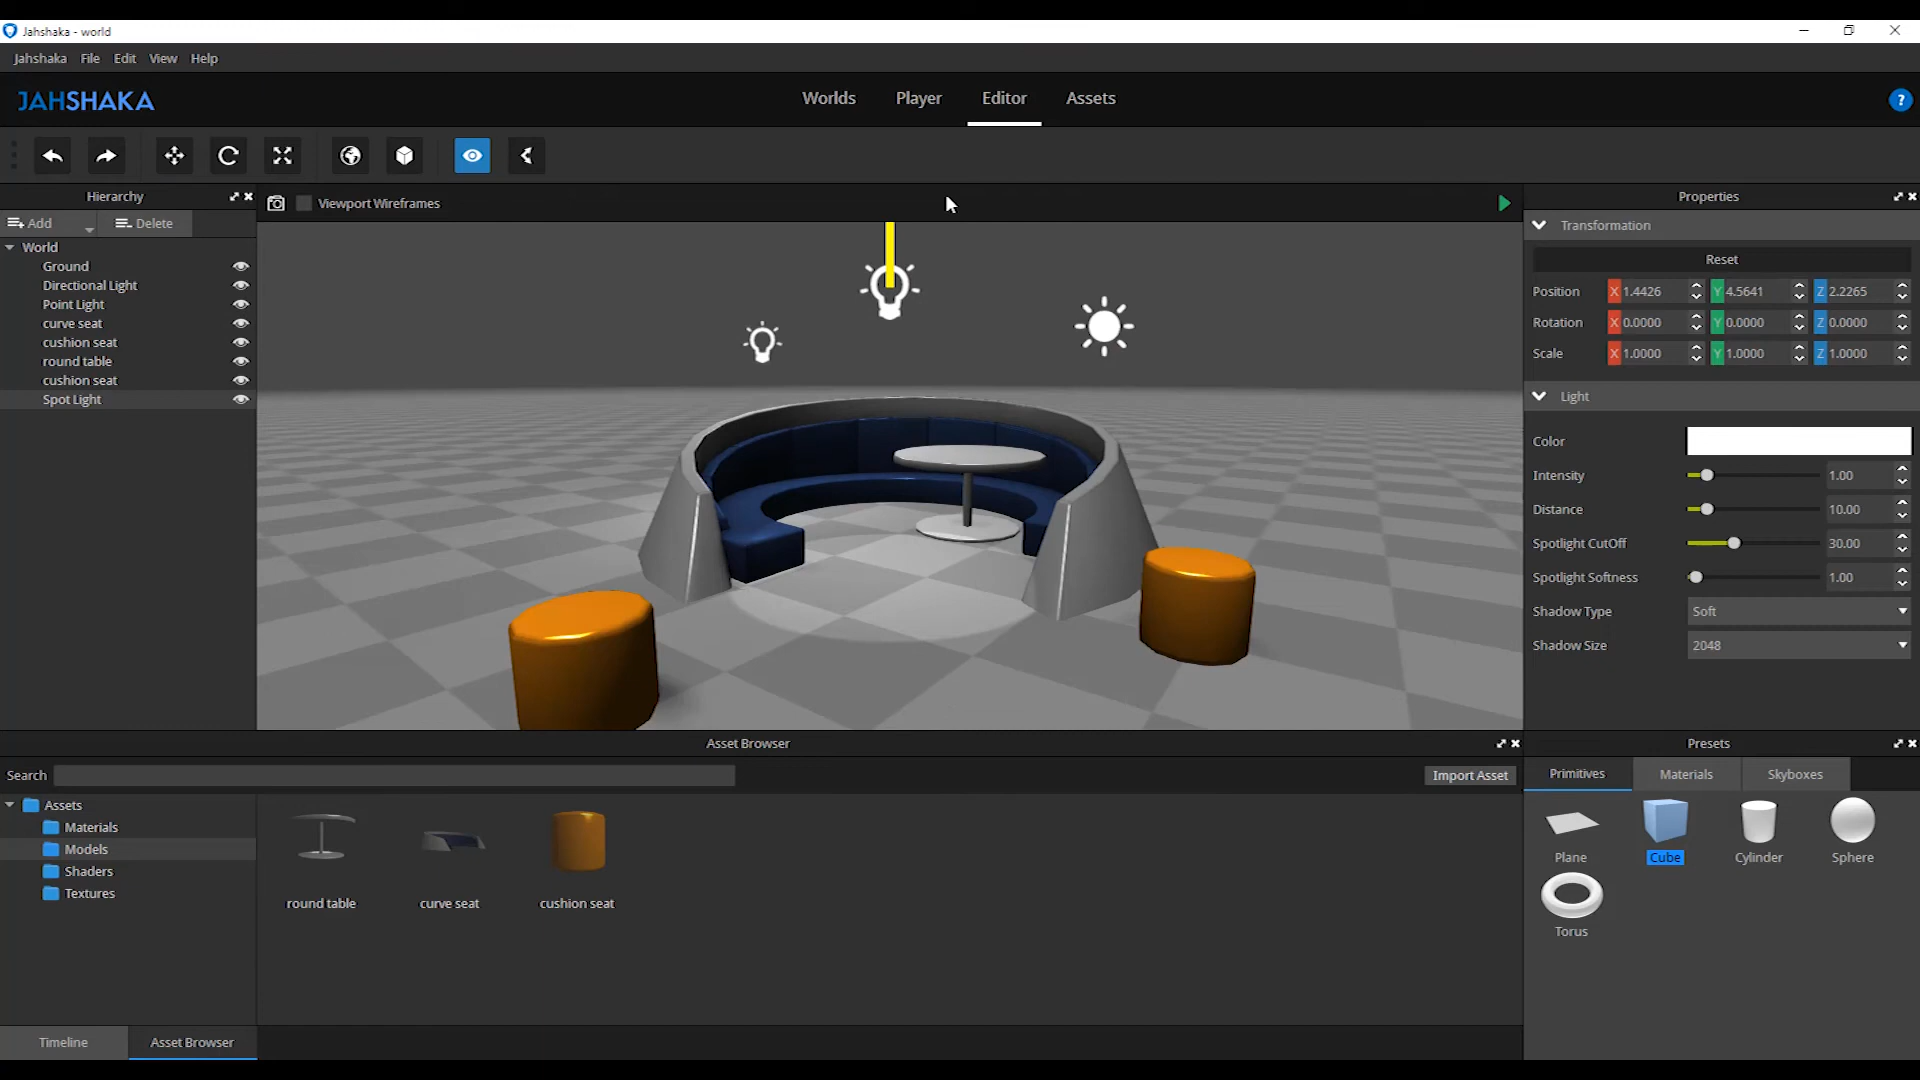 Jahshaka - world
Jahshaka File Edit View Help
JAHSHAKA
Worlds Player Editor Assets
?
Hierarchy
Add Delete
World
Ground
Directional Light
Point Light
curve seat
cushion seat
round table
cushion seat
Spot Light
Viewport Wireframes
Properties
Transformation
Reset
Position X 1.4426 Y 4.5641 Z 2.2265
Rotation X 0.0000 Y 0.0000 Z 0.0000
Scale X 1.0000 Y 1.0000 Z 1.0000
Light
Color
Intensity 1.00
Distance 10.00
Spotlight CutOff 30.00
Spotlight Softness 1.00
Shadow Type Soft
Shadow Size 2048
Asset Browser
Search
Import Asset
Assets
Materials
Models
Shaders
Textures
round table curve seat cushion seat
Presets
Primitives Materials Skyboxes
Plane Cube Cylinder Sphere
Torus
Timeline Asset Browser